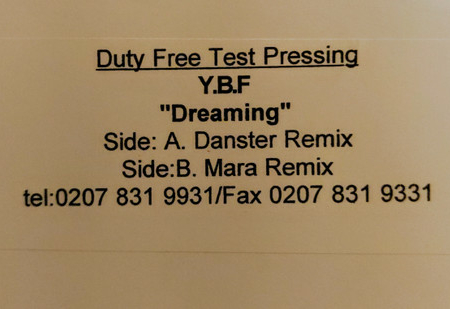 Duty Free Test Pressing
Y.B.F
"Dreaming"
Side: A. Danster Remix
Side:B. Mara Remix
tel:0207 831 9931/Fax 0207 831 9331